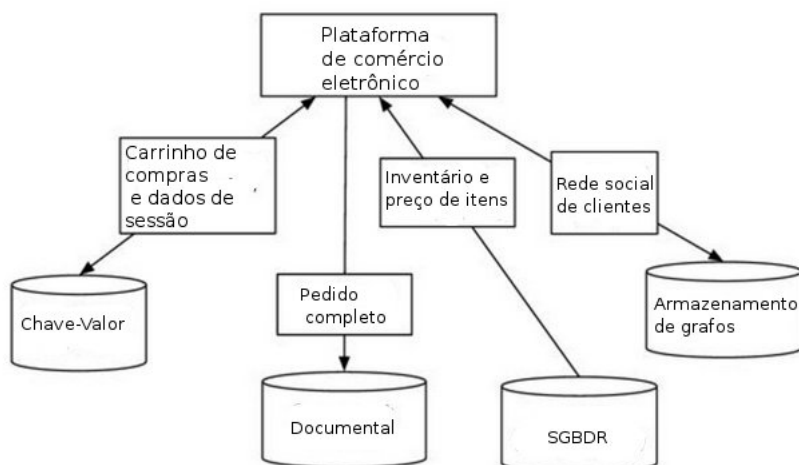 Plataforma
de comércio
eletrônico
Carrinho de
compras
e dados de
sessão
Inventário e
preço de itens
Rede social
de clientes
Chave-Valor
Pedido
completo
Armazenamento
de grafos
Documental
SGBDR